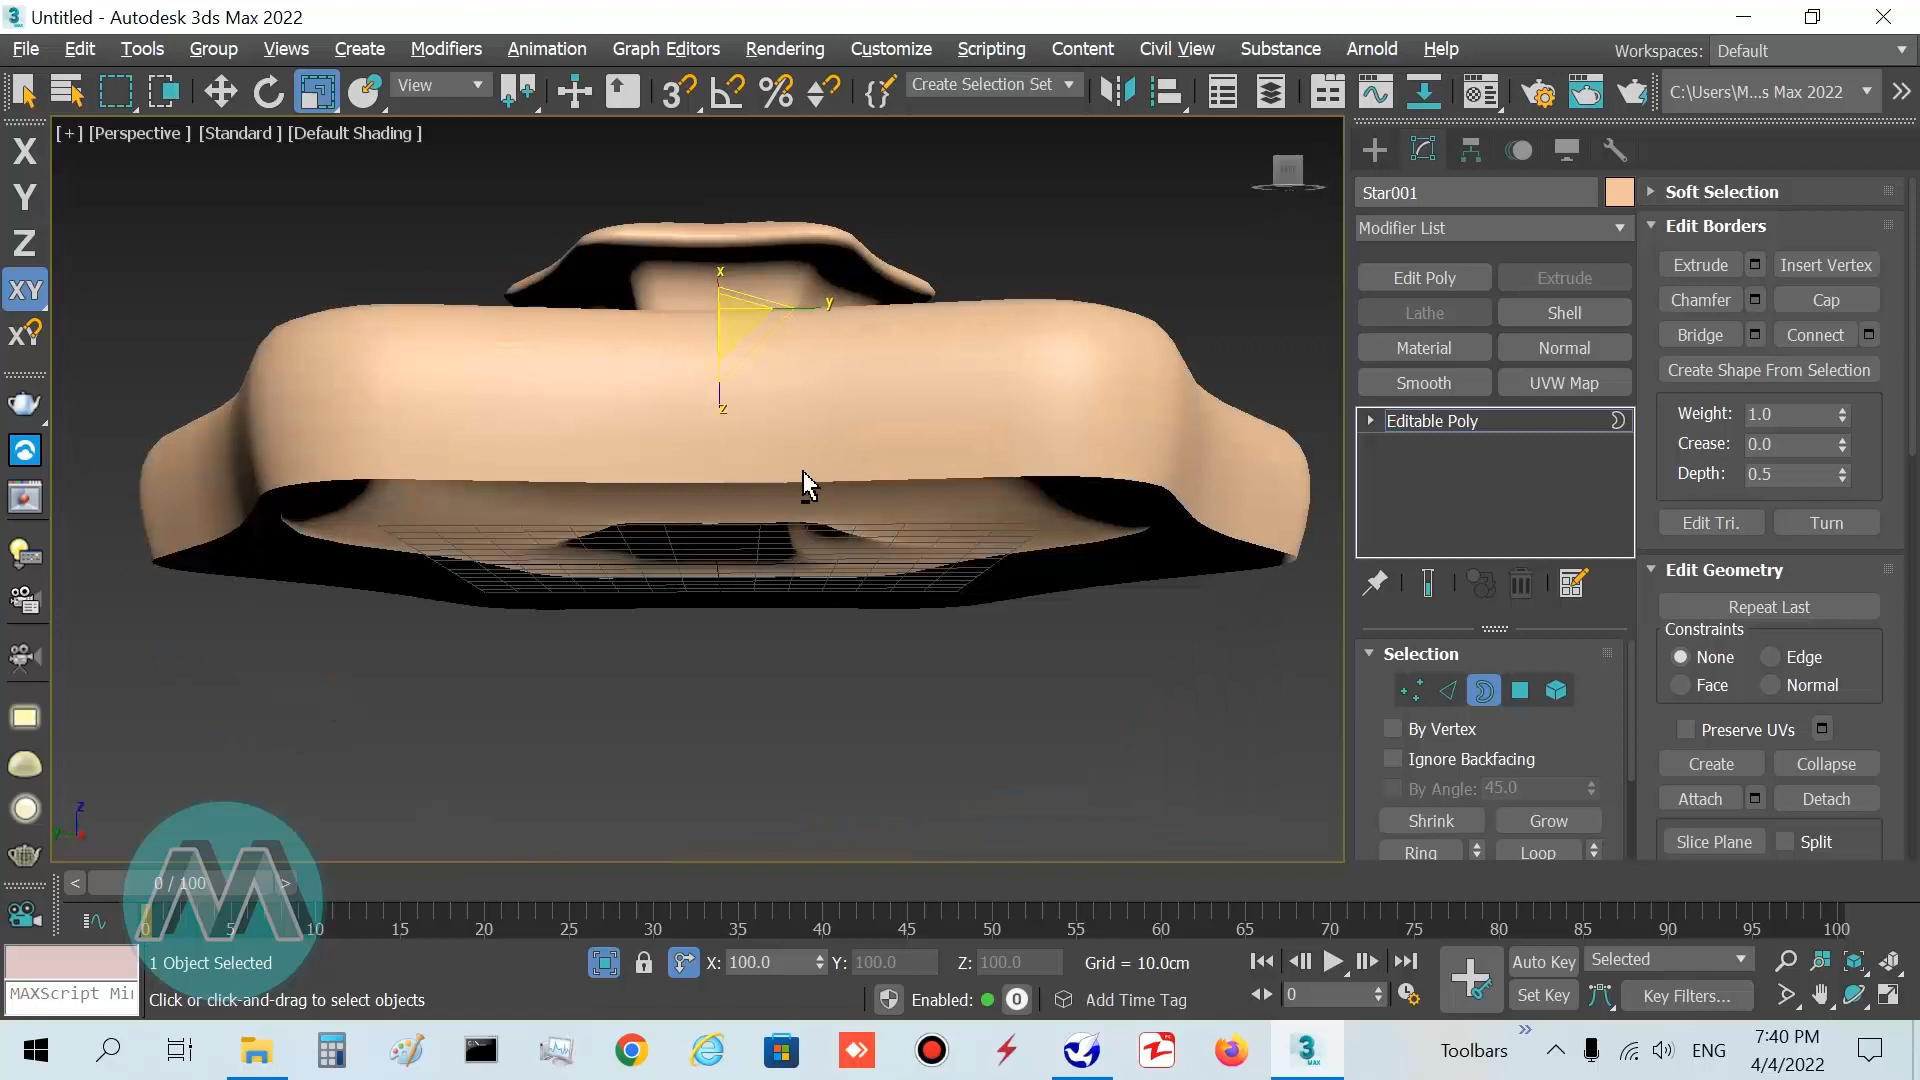 Untitled - Autodesk 3ds Max 2022
File Edit Tools Group Views Create Modifiers Animation Graph Editors Rendering Customize Scripting Content Civil View Substance Arnold Help Workspaces: Default
View Create Selection Set C:\Users\M...s Max 2022
[+] [Perspective ] [Standard ] [Default Shading ]
X
Y
Z
XY
XY
x
y
z
Star001
Modifier List
Edit Poly Extrude
Lathe Shell
Material Normal
Smooth UVW Map
Editable Poly
Selection
By Vertex
Ignore Backfacing
By Angle: 45.0
Shrink Grow
Ring Loop
Soft Selection
Edit Borders
Extrude Insert Vertex
Chamfer Cap
Bridge Connect
Create Shape From Selection
Weight: 1.0
Crease: 0.0
Depth: 0.5
Edit Tri. Turn
Edit Geometry
Repeat Last
Constraints
None Edge
Face Normal
Preserve UVs
Create Collapse
Attach Detach
Slice Plane Split
z
0 / 100
0 5 10 15 20 25 30 35 40 45 50 55 60 65 70 75 80 85 90 95 100
1 Object Selected X: 100.0 Y: 100.0 Z: 100.0 Grid = 10.0cm Auto Key Selected
MAXScript Mi Click or click-and-drag to select objects Enabled: 0 Add Time Tag 0 Set Key Key Filters...
Toolbars ENG 7:40 PM
4/4/2022